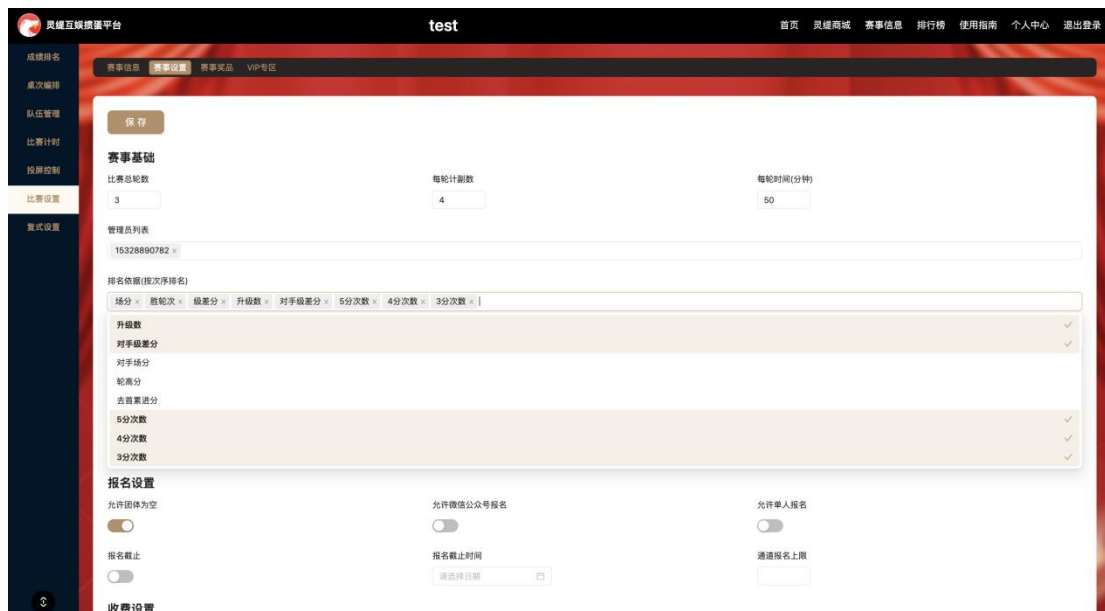 灵缇互娱掼蛋平台
test
首页 灵缇商城 赛事信息 排行榜 使用指南 个人中心 退出登录
成绩排名
桌次编排
队伍管理
比赛计时
投屏控制
比赛设置
复式设置
赛事信息 赛事设置 赛事奖品 VIP专区
保存
赛事基础
比赛总轮数 每轮计副数 每轮时间(分钟)
3 4 50
管理员列表
15328890782 ×
排名依据(按次序排名)
场分 × 胜轮次 × 级差分 × 升级数 × 对手级差分 × 5分次数 × 4分次数 × 3分次数 ×
升级数
对手级差分
对手场分
轮高分
去首累进分
5分次数
4分次数
3分次数
报名设置
允许团体为空 允许微信公众号报名 允许单人报名
报名截止 报名截止时间 通道报名上限
请选择日期
收费设置